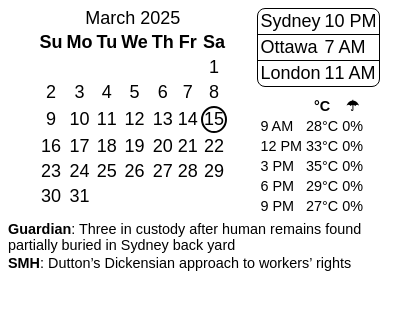 March 2025
Su Mo Tu We Th Fr Sa
1
2 3 4 5 6 7 8
9 10 11 12 13 14 15
16 17 18 19 20 21 22
23 24 25 26 27 28 29
30 31
Sydney 10 PM
Ottawa 7 AM
London 11 AM
°C ☂
9 AM 28°C 0%
12 PM 33°C 0%
3 PM 35°C 0%
6 PM 29°C 0%
9 PM 27°C 0%
Guardian: Three in custody after human remains found
partially buried in Sydney back yard
SMH: Dutton’s Dickensian approach to workers’ rights